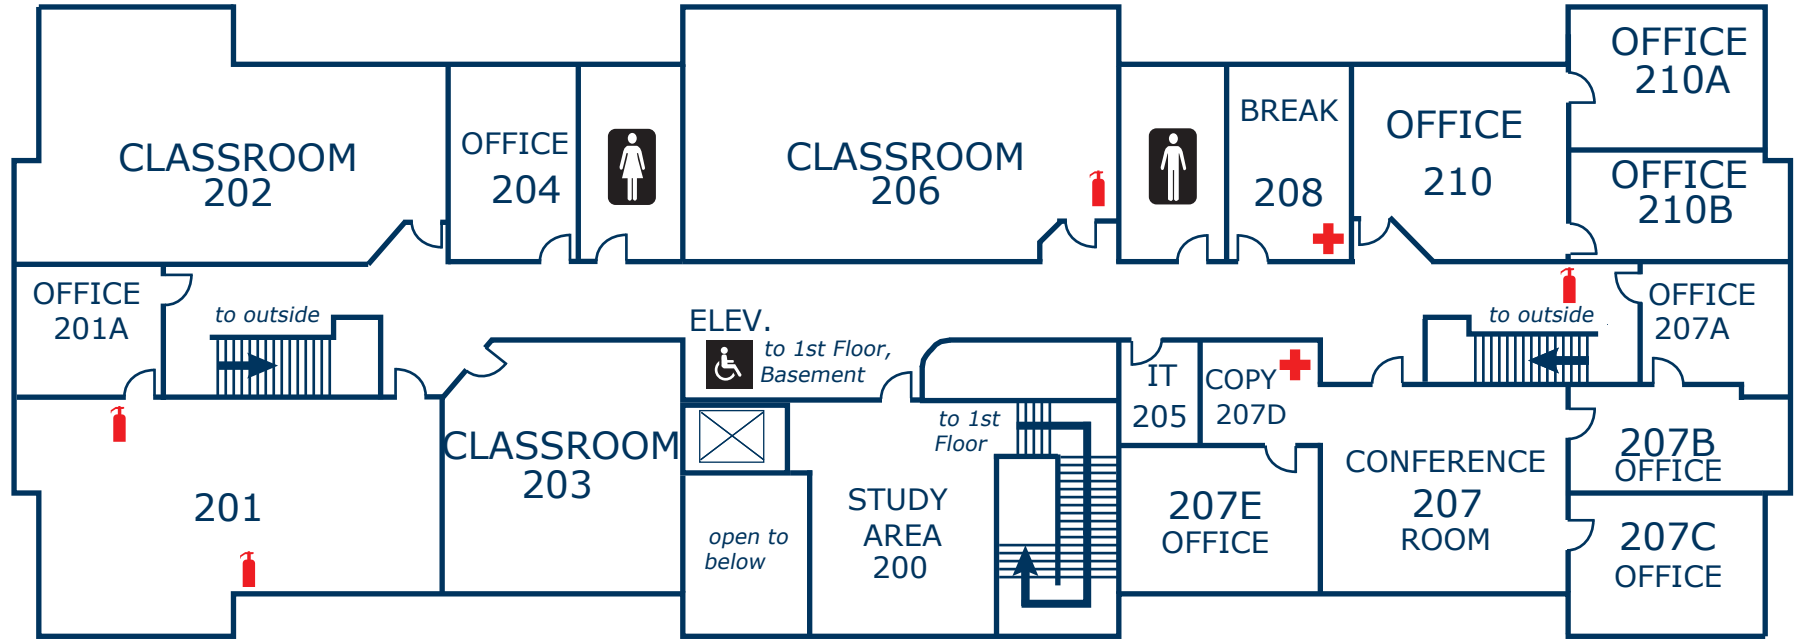 CLASSROOM
202
OFFICE
204
CLASSROOM
206
BREAK
208
OFFICE
210
OFFICE
210A
OFFICE
210B
OFFICE
201A
to outside
ELEV.
to 1st Floor,
Basement
to outside
OFFICE
207A
201
CLASSROOM
203
open to
below
STUDY
AREA
200
to 1st
Floor
IT
205
COPY
207D
207E
OFFICE
CONFERENCE
207
ROOM
207B
OFFICE
207C
OFFICE